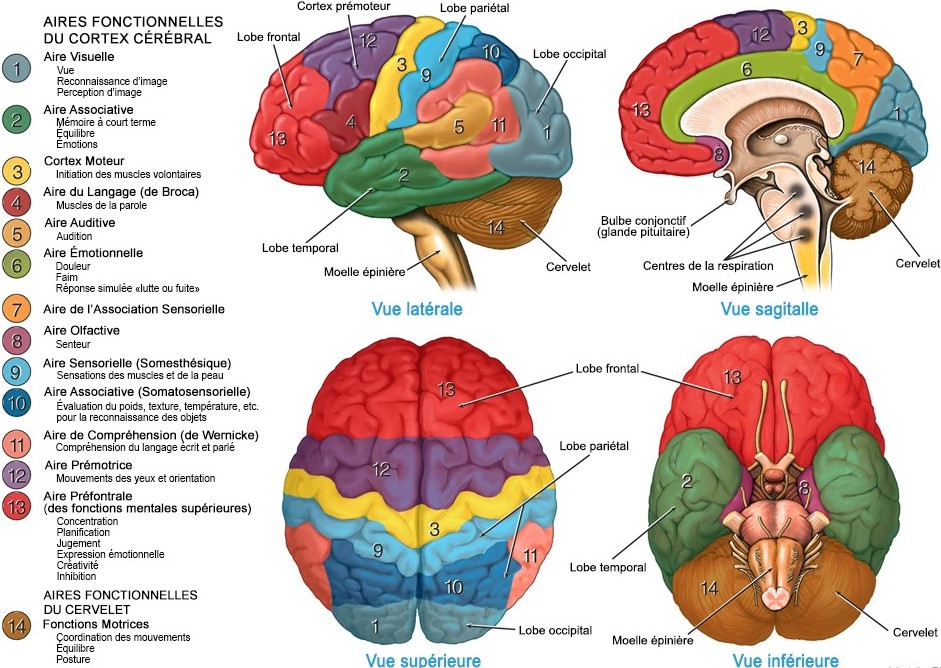 AIRES FONCTIONNELLES
DU CORTEX CÉRÉBRAL
1
Aire Visuelle
Vue
Reconnaissance d'image
Perception d'image
2
Aire Associative
Mémoire à court terme
Équilibre
Émotions
3
Cortex Moteur
Initiation des muscles volontaires
4
Aire du Langage (de Broca)
Muscles de la parole
5
Aire Auditive
Audition
6
Aire Émotionnelle
Douleur
Faim
Réponse simulée «lutte ou fuite»
7
Aire de l'Association Sensorielle
8
Aire Olfactive
Senteur
9
Aire Sensorielle (Somesthésique)
Sensations des muscles et de la peau
10
Aire Associative (Somatosensorielle)
Évaluation du poids, texture, température, etc.
pour la reconnaissance des objets
11
Aire de Compréhension (de Wernicke)
Compréhension du langage écrit et parlé
12
Aire Prémotrice
Mouvements des yeux et orientation
13
Aire Préfontrale
(des fonctions mentales supérieures)
Concentration
Planification
Jugement
Expression émotionnelle
Créativité
Inhibition
AIRES FONCTIONNELLES
DU CERVELET
14
Fonctions Motrices
Coordination des mouvements
Équilibre
Posture
Cortex prémoteur
Lobe pariétal
Lobe frontal
Lobe occipital
12
3
9
10
13
4
5
11
1
2
14
Lobe temporal
Moelle épinière
Cervelet
Vue latérale
12
3
9
7
6
13
1
8
14
Bulbe conjonctif
(glande pituitaire)
Centres de la respiration
Cervelet
Moelle épinière
Vue sagitalle
13
Lobe frontal
12
Lobe pariétal
3
9
11
10
1
Lobe occipital
Vue supérieure
13
2
8
Lobe temporal
14
Moelle épinière
Cervelet
Vue inférieure